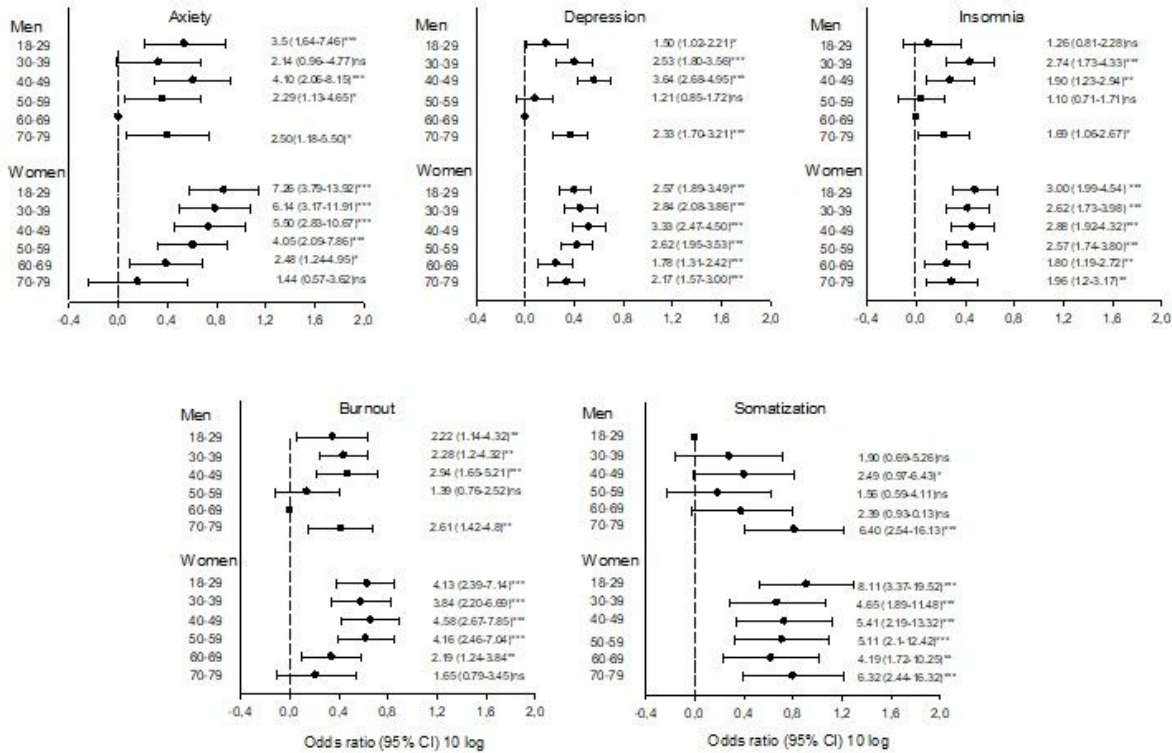 Axiety
Men
18-29 3.5 (1,64-7.46)***
30-39 2.14 (0.96-4.77)ns
40-49 4.10 (2.06-8.15)***
50-59 2.29 (1.13-4.65)*
60-69
70-79 2.50(1.18-5.50)*
Women
18-29 7.26 (3.79-13.92)***
30-39 6.14 (3.17-11.91)***
40-49 5.50 (2.83-10.67)***
50-59 4.05 (2.09-7.86)***
60-69 2.48 (1.24-4.95)*
70-79 1.44 (0.57-3.62)ns
-0,4 0,0 0,4 0,8 1,2 1,6 2,0
Depression
Men
18-29 1.50 (1.02-2.21)*
30-39 2.53 (1.80-3.56)***
40-49 3.64 (2.68-4.95)***
50-59 1.21 (0.85-1.72)ns
60-69
70-79 2.33 (1.70-3.21)***
Women
18-29 2.57 (1.89-3.49)***
30-39 2.84 (2.08-3.86)***
40-49 3.33 (2.47-4.50)***
50-59 2.62 (1.95-3.53)***
60-69 1.78 (1.31-2.42)***
70-79 2.17 (1.57-3.00)***
-0,4 0,0 0,4 0,8 1,2 1,6 2,0
Insomnia
Men
18-29 1.26 (0.81-2.28)ns
30-39 2.74 (1.73-4.33)***
40-49 1.90 (1.23-2.94)**
50-59 1.10 (0.71-1.71)ns
60-69
70-79 1.69 (1.06-2.67)*
Women
18-29 3.00 (1.99-4.54) ***
30-39 2.62 (1.73-3.98) ***
40-49 2.88 (1.92-4.32)***
50-59 2.57 (1.74-3.80)***
60-69 1.80 (1.19-2.72)**
70-79 1.96 (1.2-3.17)**
-0,4 0,0 0,4 0,8 1,2 1,6 2,0
Burnout
Men
18-29 2.22 (1.14-4.32)**
30-39 2.28 (1.2-4.32)**
40-49 2.94 (1.65-5.21)***
50-59 1.39 (0.76-2.52)ns
60-69
70-79 2.61 (1.42-4.8)**
Women
18-29 4.13 (2.39-7.14)***
30-39 3.84 (2.20-6.69)***
40-49 4.58 (2.67-7.85)***
50-59 4.16 (2.46-7.04)***
60-69 2.19 (1.24-3.84)**
70-79 1.65 (0.79-3.45)ns
-0,4 0,0 0,4 0,8 1,2 1,6 2,0
Odds ratio (95% CI) 10 log
Somatization
Men
18-29
30-39 1,90 (0.69-5.26)ns
40-49 2.49 (0.97-6.43)*
50-59 1.56 (0.59-4.11)ns
60-69 2.39 (0.93-0.13)ns
70-79 6.40 (2.54-16.13)***
Women
18-29 8.11 (3.37-19.52)***
30-39 4.65 (1.89-11.48)***
40-49 5.41 (2.19-13.32)***
50-59 5.11 (2.1-12.42)***
60-69 4.19 (1.72-10.25)**
70-79 6.32 (2.44-16.32)***
-0,4 0,0 0,4 0,8 1,2 1,6 2,0
Odds ratio (95% CI) 10 log